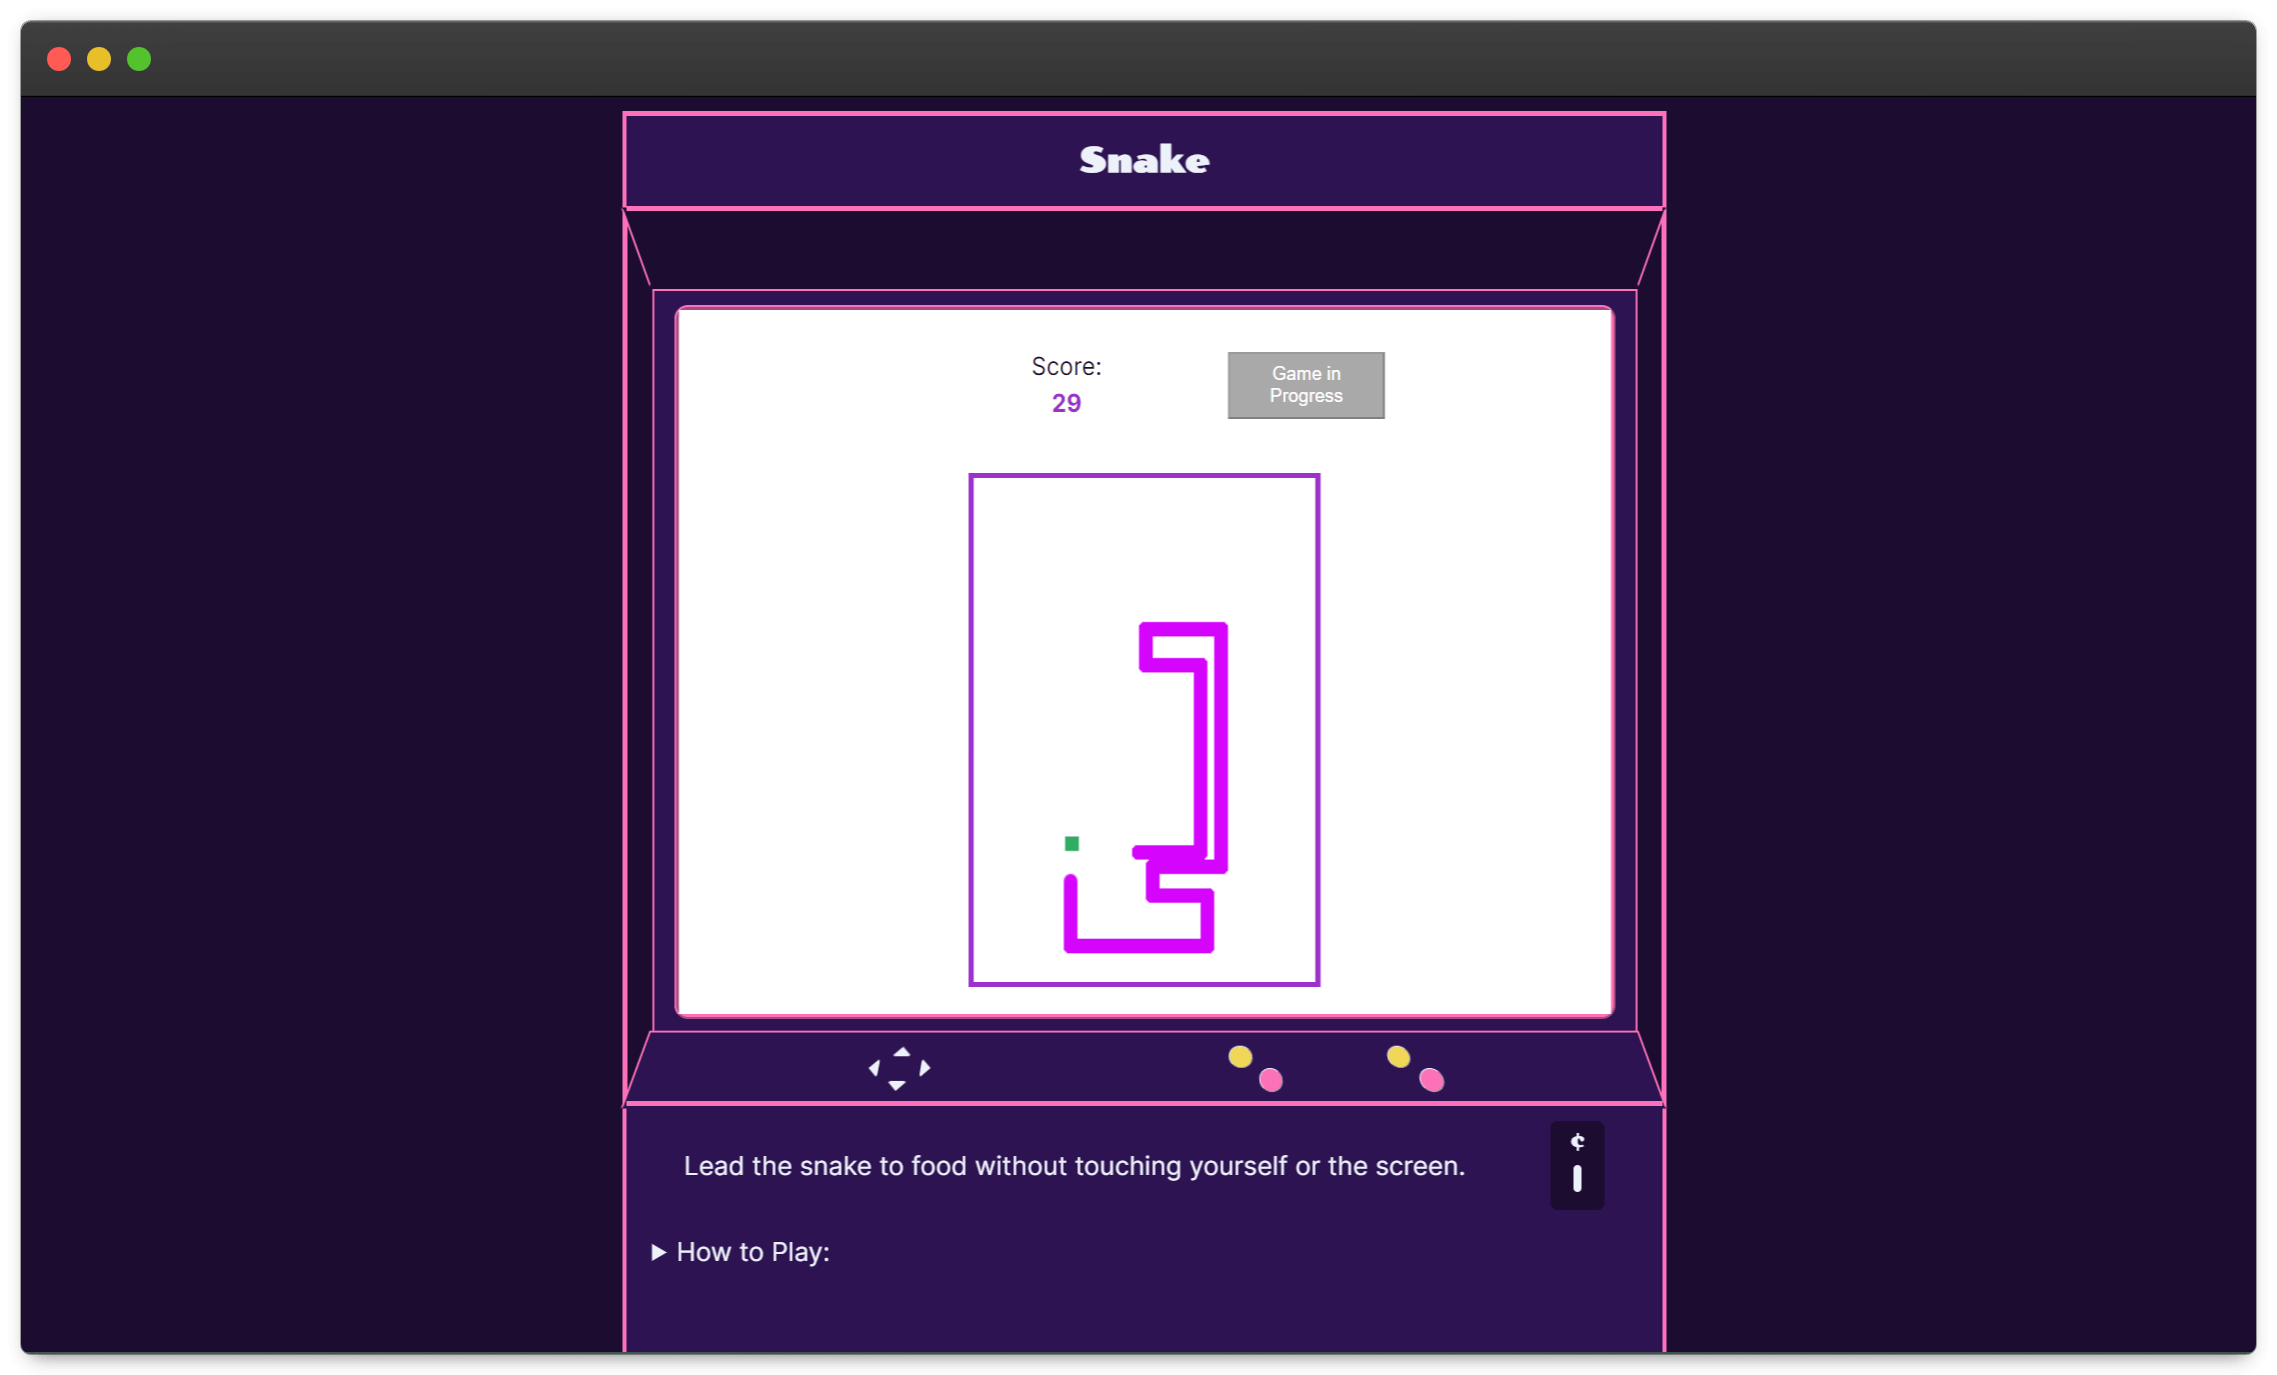 Snake
Score:
29
Game in
Progress
¢
Lead the snake to food without touching yourself or the screen.
How to Play: